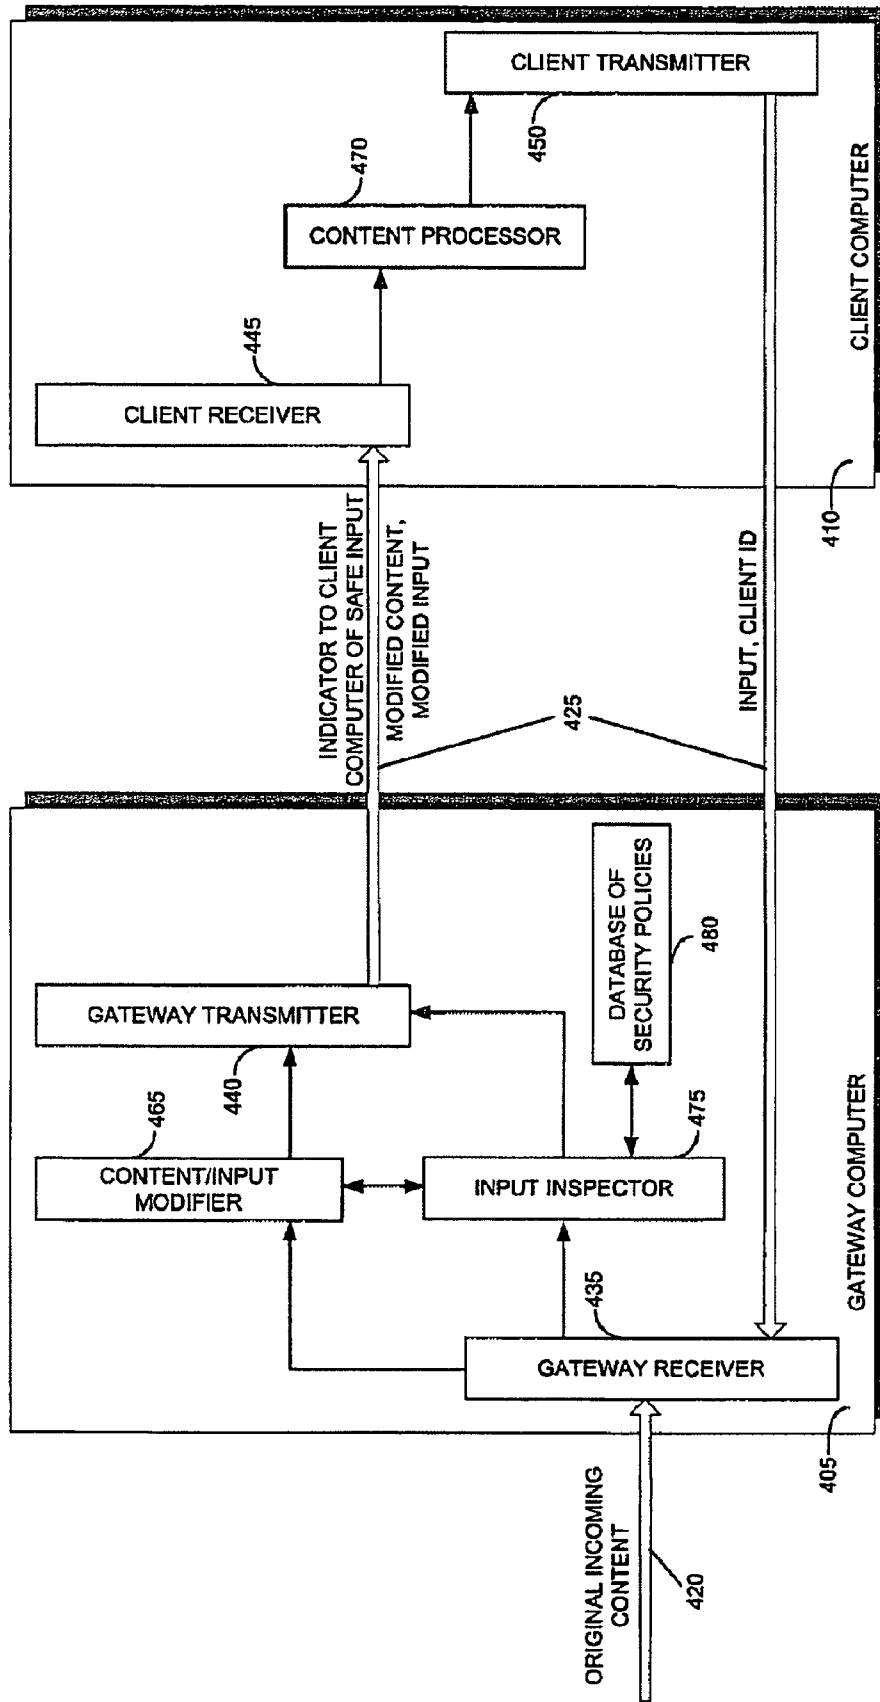 ORIGINAL INCOMING
CONTENT
420
405
GATEWAY COMPUTER
GATEWAY RECEIVER
435
CONTENT/INPUT
MODIFIER
465
INPUT INSPECTOR
475
GATEWAY TRANSMITTER
440
DATABASE OF
SECURITY POLICIES
480
INDICATOR TO CLIENT
COMPUTER OF SAFE INPUT
MODIFIED CONTENT,
MODIFIED INPUT
425
INPUT, CLIENT ID
410
CLIENT COMPUTER
CLIENT RECEIVER
445
CONTENT PROCESSOR
470
CLIENT TRANSMITTER
450